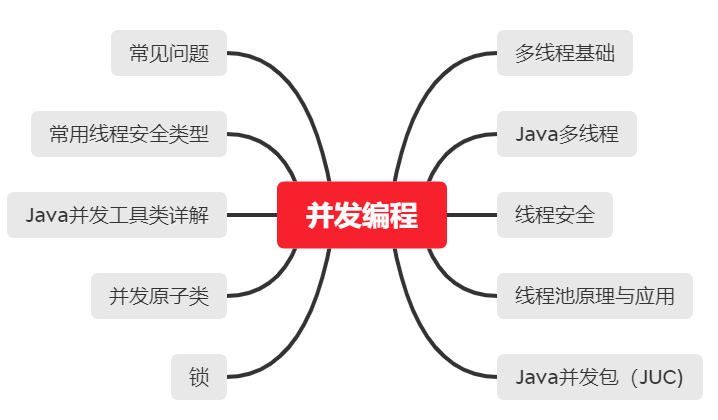 并发编程
多线程基础
Java多线程
线程安全
线程池原理与应用
Java并发包（JUC)
常见问题
常用线程安全类型
Java并发工具类详解
并发原子类
锁